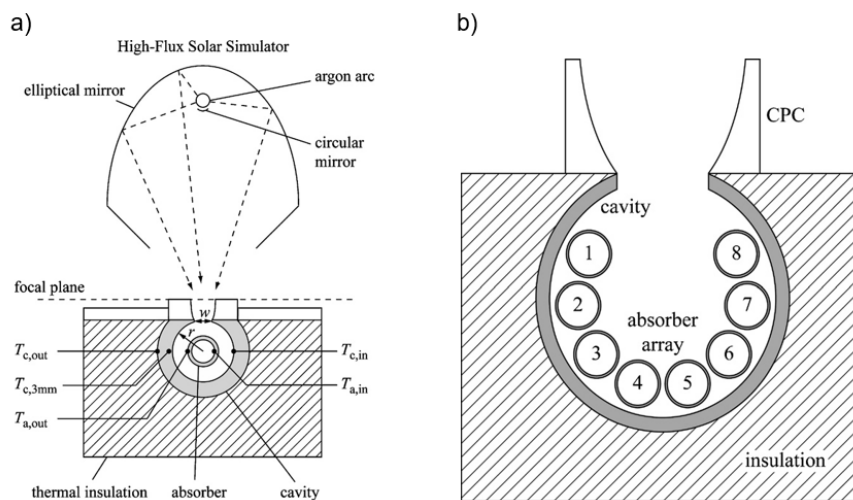 a)
High-Flux Solar Simulator
elliptical mirror
argon arc
circular
mirror
focal plane
w
r
T_c,out
T_c,3mm
T_a,out
T_c,in
T_a,in
thermal insulation
absorber
cavity
b)
CPC
cavity
1
8
2
7
absorber
array
3
6
4
5
insulation